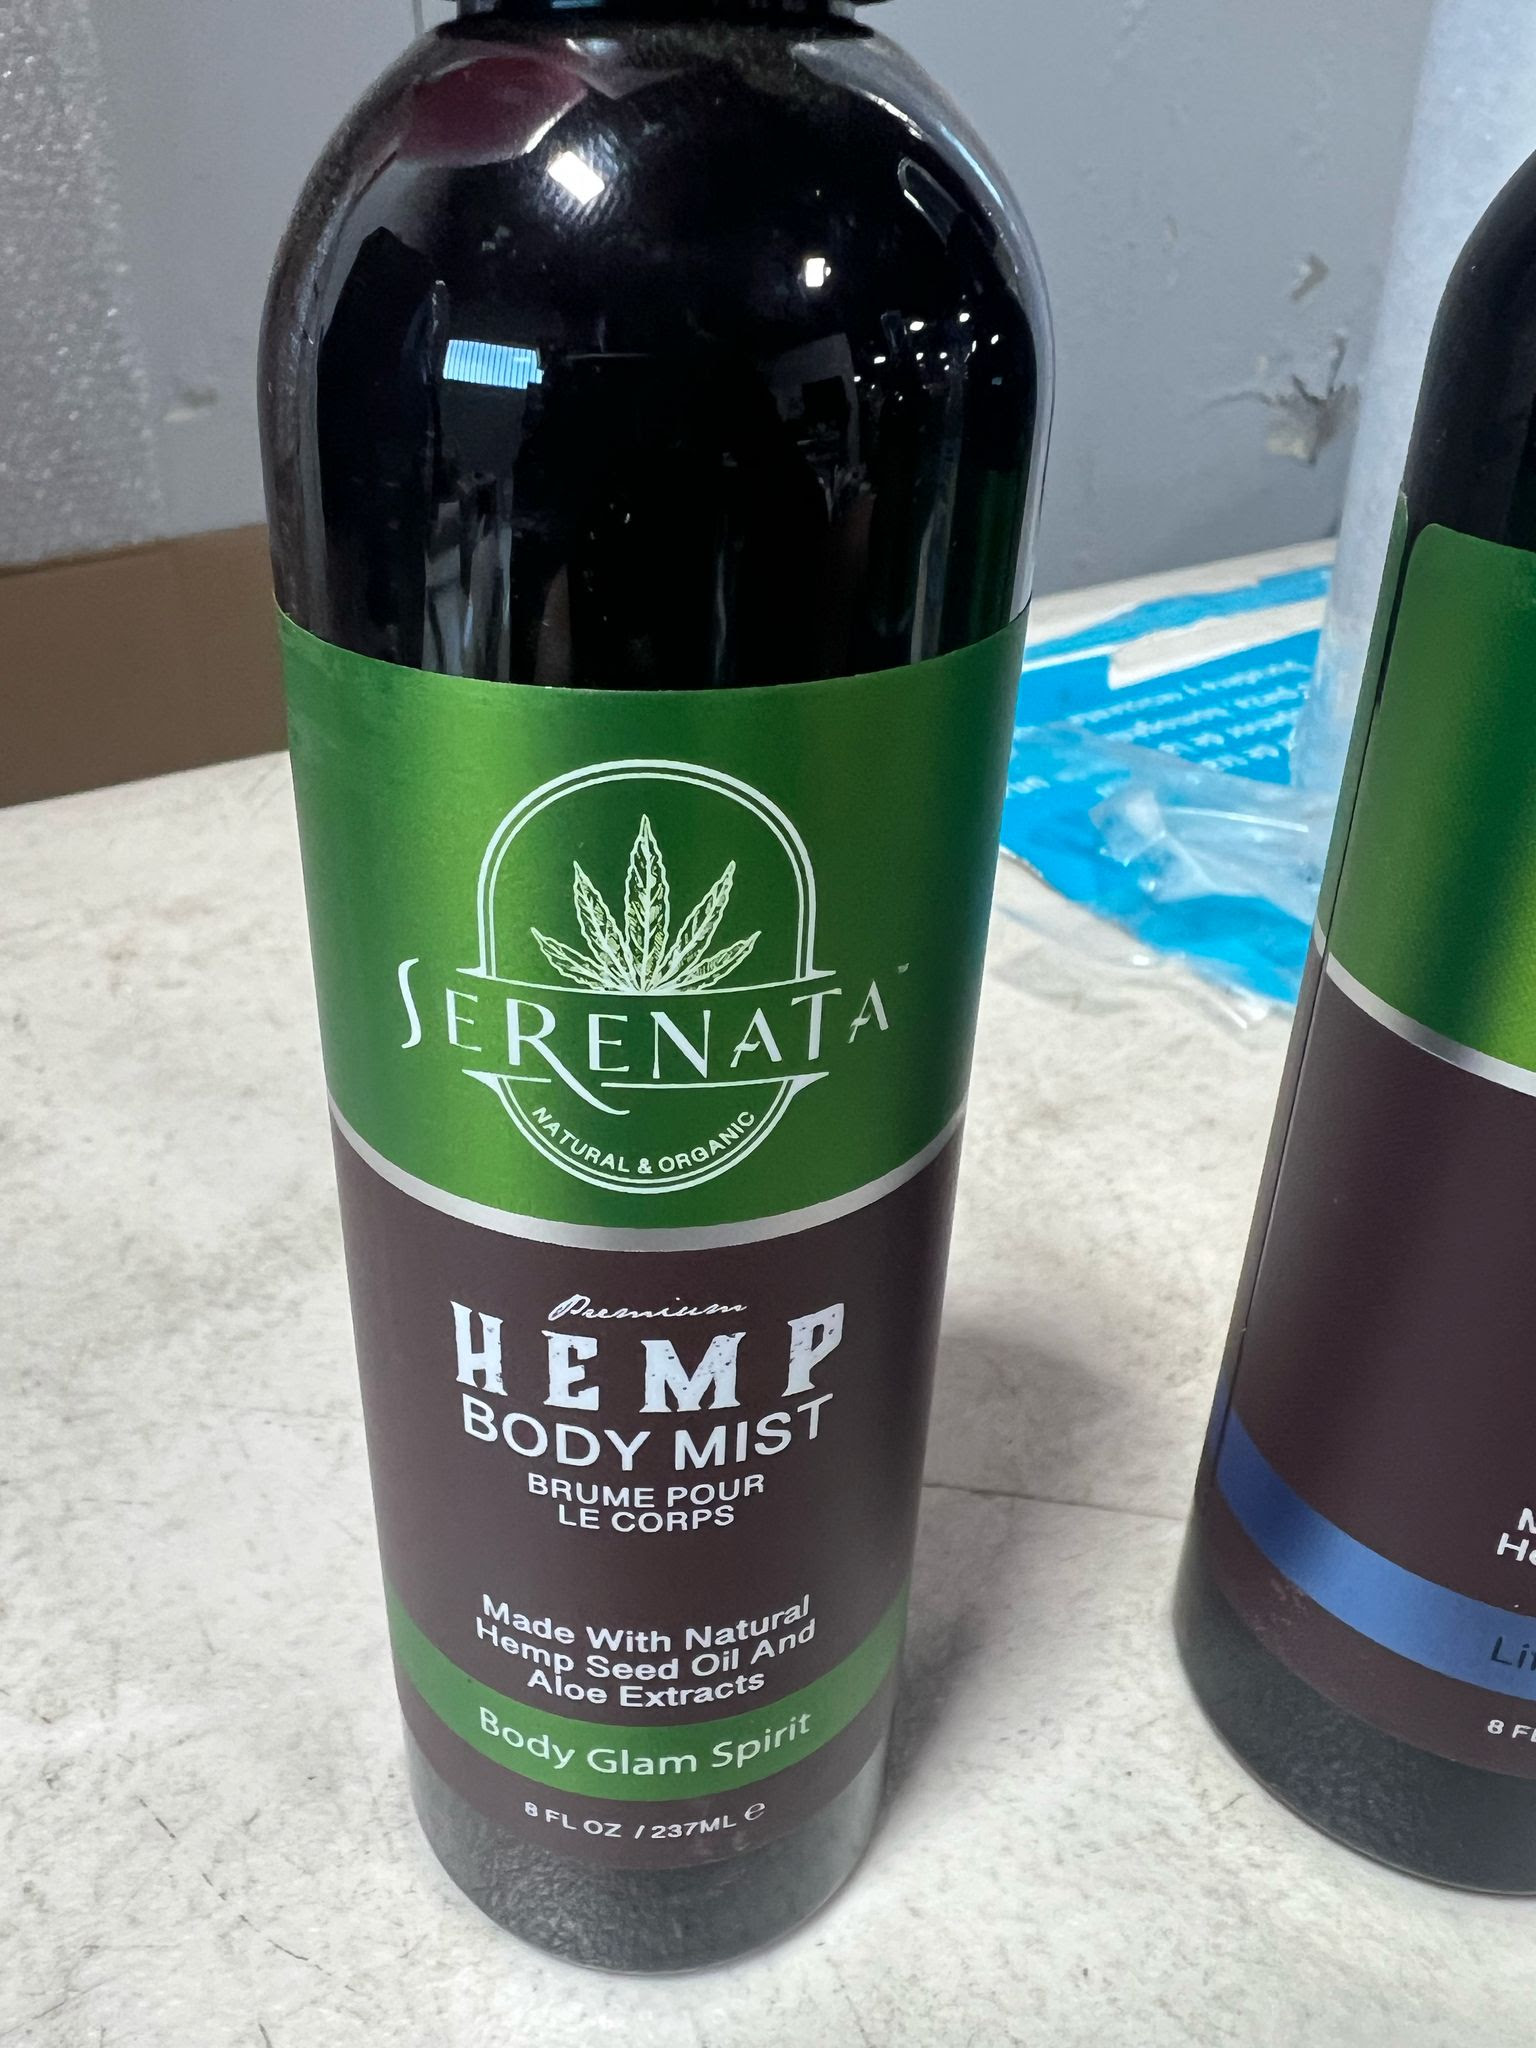 SERENATA™
NATURAL & ORGANIC
Premium
HEMP
BODY MIST
BRUME POUR
LE CORPS
Made With Natural
Hemp Seed Oil And
Aloe Extracts
Body Glam Spirit
8 FL OZ / 237ML ℮